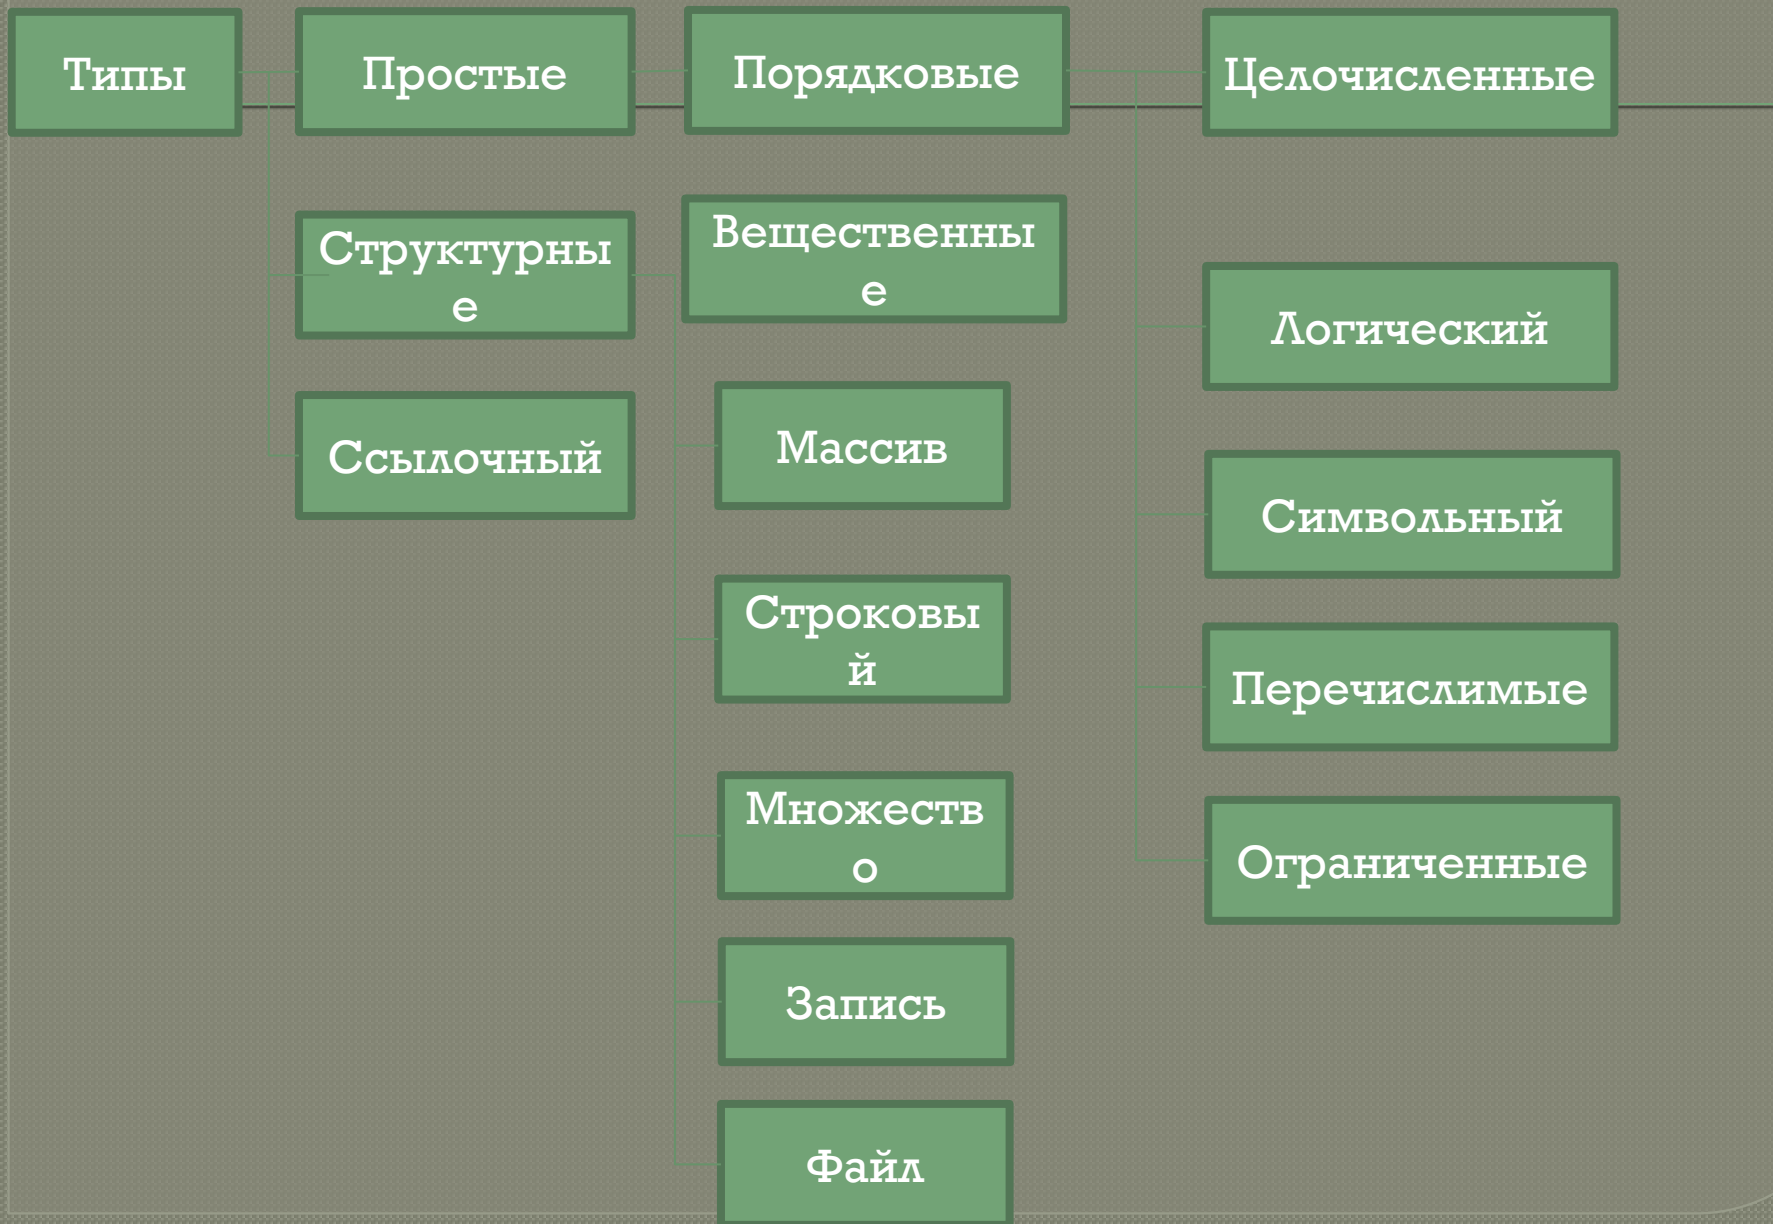 Типы
Простые
Порядковые
Целочисленные
Структурны
е
Вещественны
е
Логический
Ссылочный
Массив
Символьный
Строковы
й
Перечислимые
Множеств
о
Ограниченные
Запись
Файл